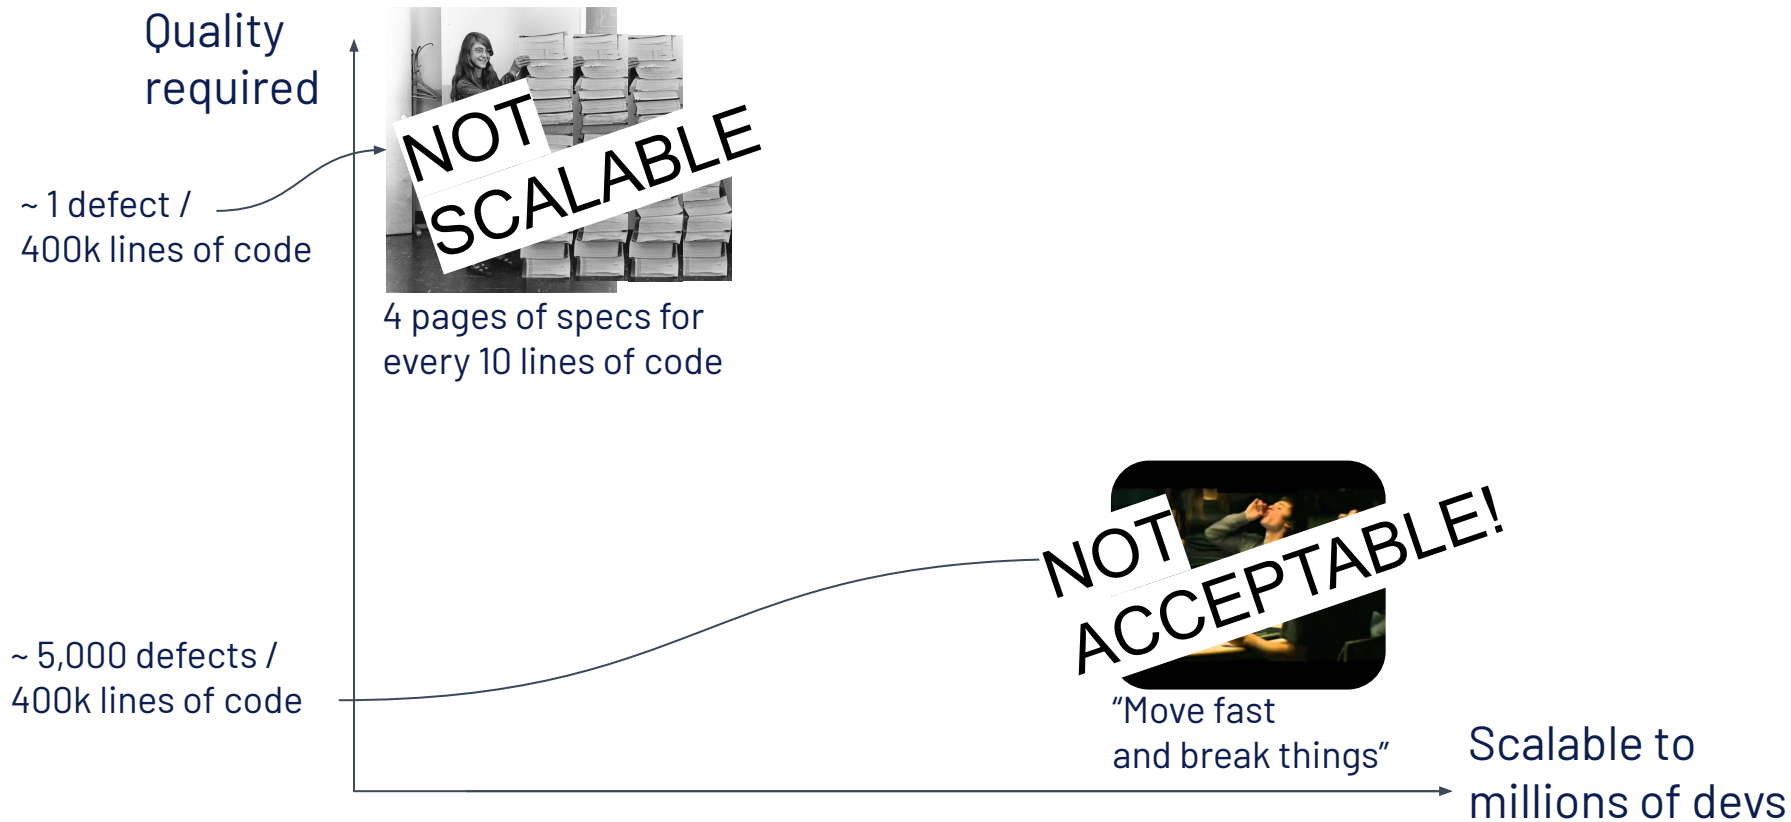 Quality
required
NOT
SCALABLE
~ 1 defect /
400k lines of code
4 pages of specs for
every 10 lines of code
NOT
ACCEPTABLE!
~ 5,000 defects /
400k lines of code
“Move fast
and break things”
Scalable to
millions of devs